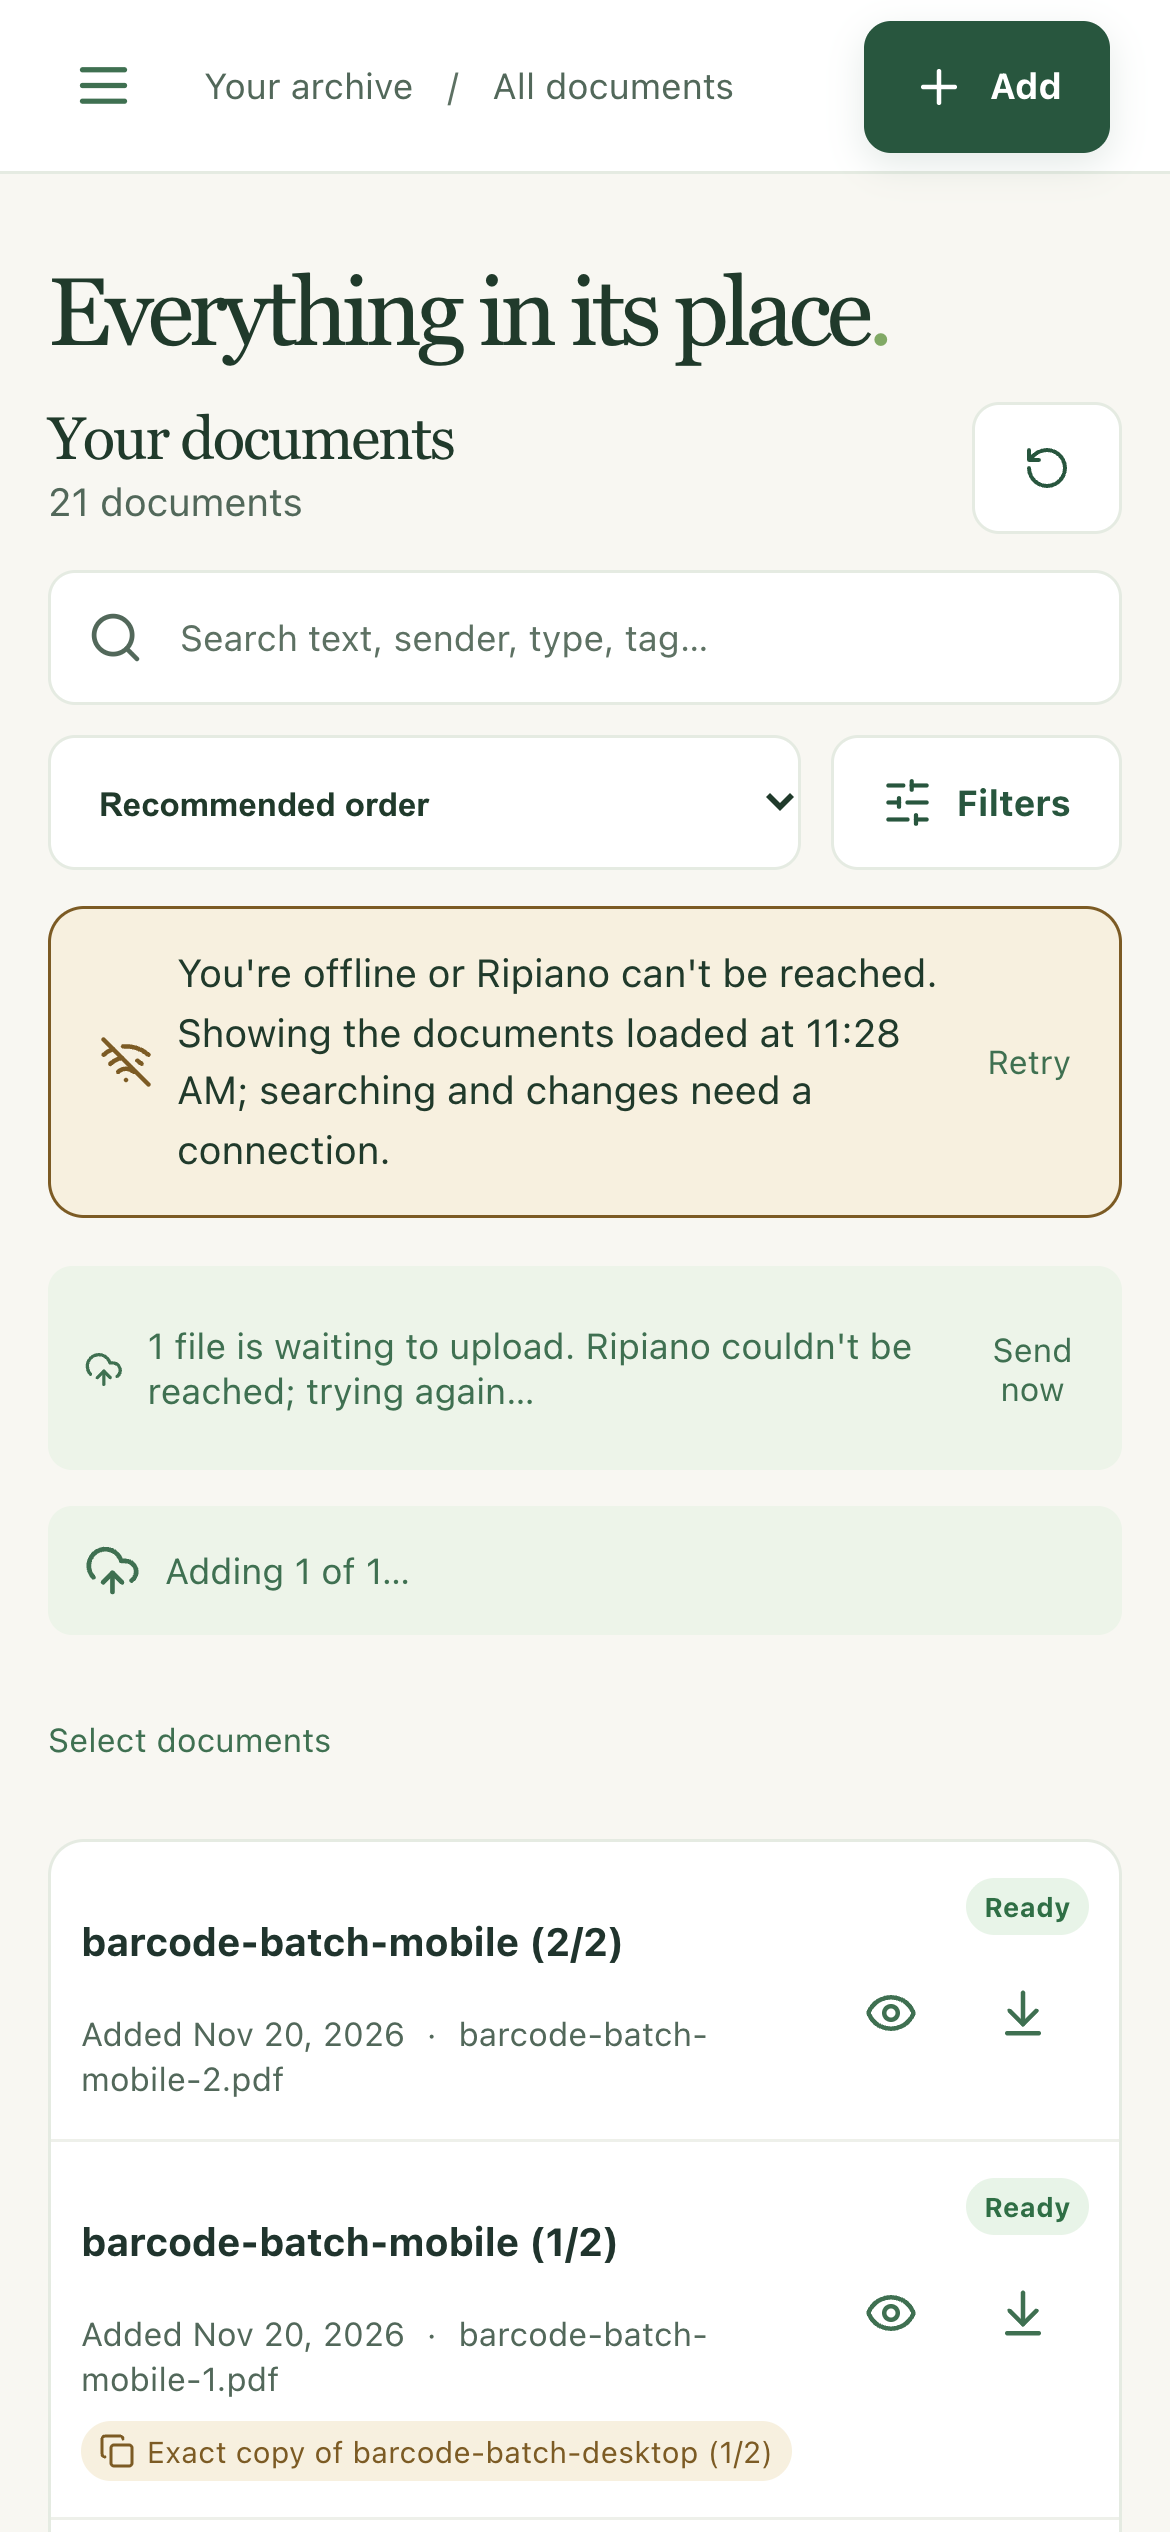 Your archive / All documents
Add
Everything in its place.
Your documents
21 documents
Search text, sender, type, tag...
Recommended order
Filters
You're offline or Ripiano can't be reached.
Showing the documents loaded at 11:28
AM; searching and changes need a
connection.
Retry
1 file is waiting to upload. Ripiano couldn't be
reached; trying again...
Send
now
Adding 1 of 1...
Select documents
Ready
barcode-batch-mobile (2/2)
Added Nov 20, 2026 · barcode-batch-
mobile-2.pdf
Ready
barcode-batch-mobile (1/2)
Added Nov 20, 2026 · barcode-batch-
mobile-1.pdf
Exact copy of barcode-batch-desktop (1/2)